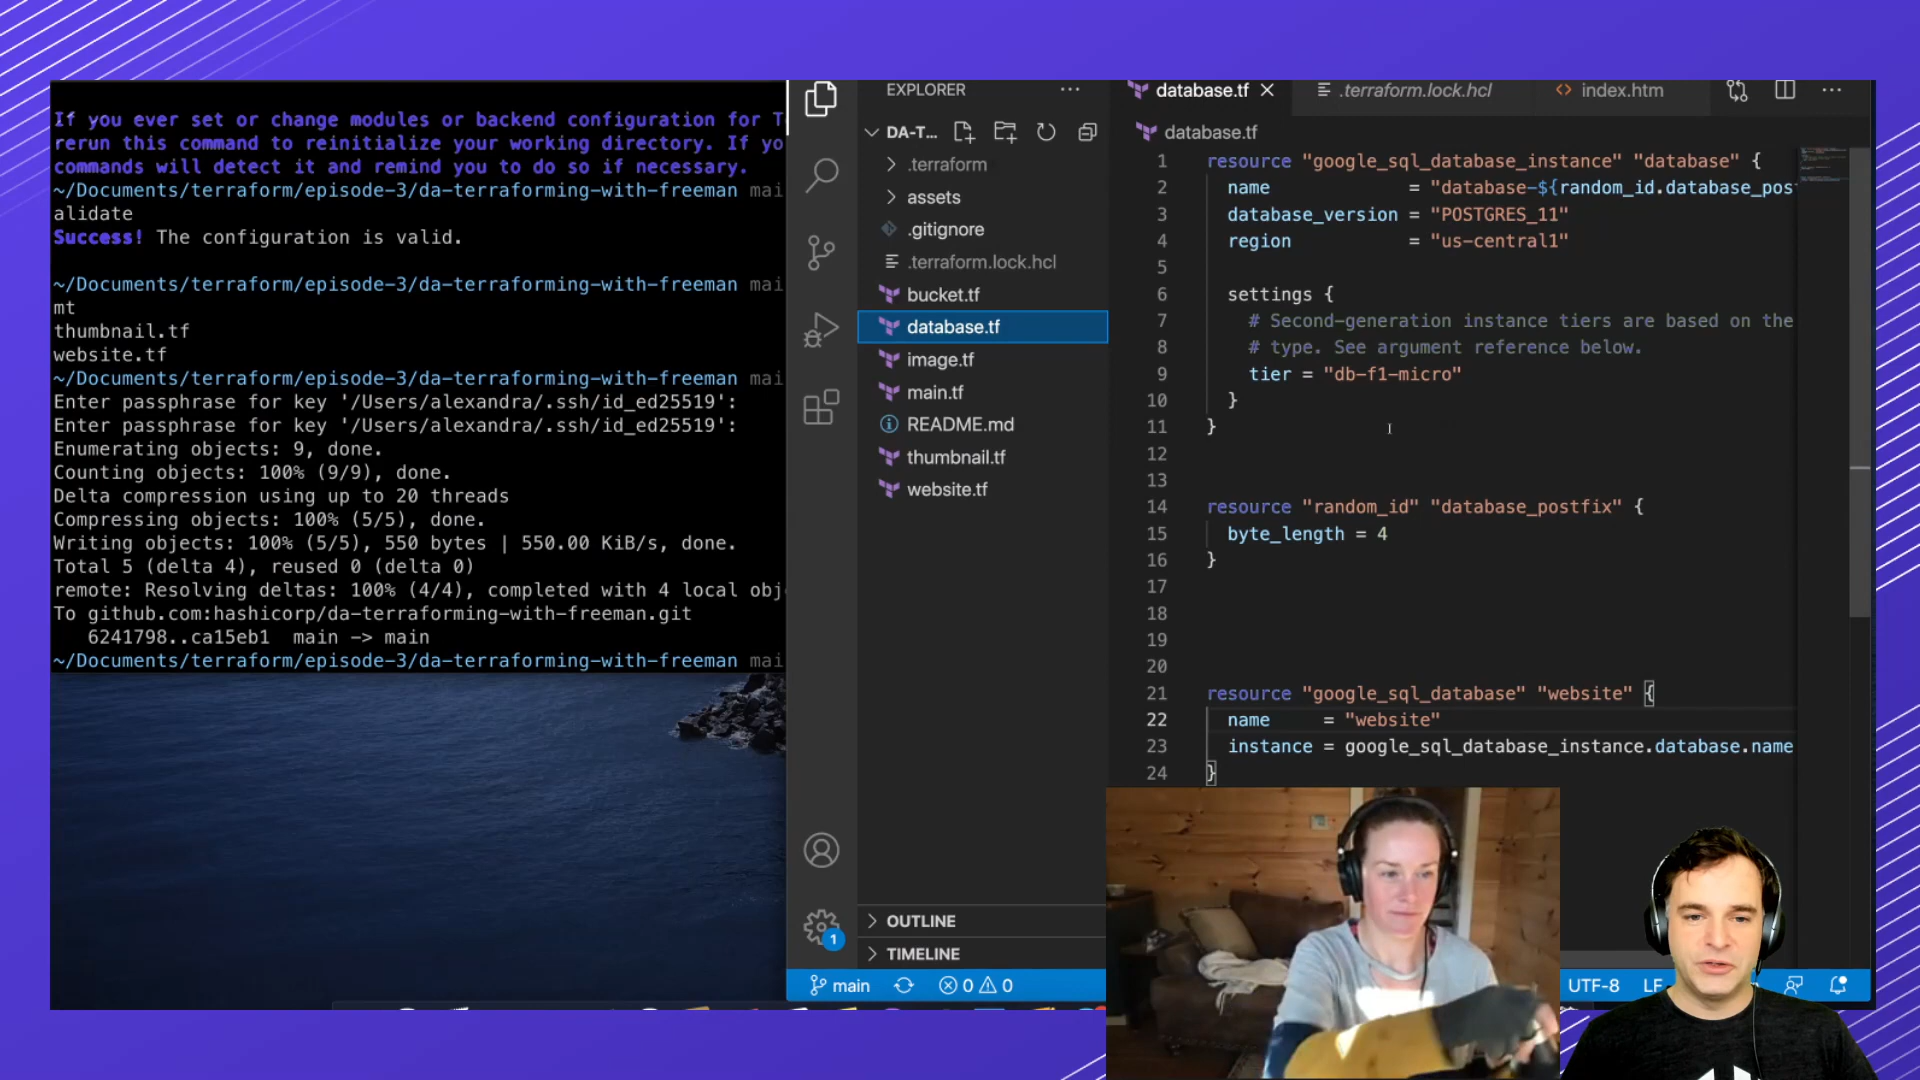 If you ever set or change modules or backend configuration for T
rerun this command to reinitialize your working directory. If yo
commands will detect it and remind you to do so if necessary.
~/Documents/terraform/episode-3/da-terraforming-with-freeman mai
alidate
Success! The configuration is valid.
~/Documents/terraform/episode-3/da-terraforming-with-freeman mai
mt
thumbnail.tf
website.tf
~/Documents/terraform/episode-3/da-terraforming-with-freeman mai
Enter passphrase for key '/Users/alexandra/.ssh/id_ed25519':
Enter passphrase for key '/Users/alexandra/.ssh/id_ed25519':
Enumerating objects: 9, done.
Counting objects: 100% (9/9), done.
Delta compression using up to 20 threads
Compressing objects: 100% (5/5), done.
Writing objects: 100% (5/5), 550 bytes | 550.00 KiB/s, done.
Total 5 (delta 4), reused 0 (delta 0)
remote: Resolving deltas: 100% (4/4), completed with 4 local obj
To github.com:hashicorp/da-terraforming-with-freeman.git
6241798..ca15eb1 main -> main
~/Documents/terraform/episode-3/da-terraforming-with-freeman mai
EXPLORER
DA-T...
.terraform
assets
.gitignore
.terraform.lock.hcl
bucket.tf
database.tf
image.tf
main.tf
README.md
thumbnail.tf
website.tf
OUTLINE
TIMELINE
1
main
0 0
database.tf
.terraform.lock.hcl
index.htm
database.tf
1 resource "google_sql_database_instance" "database" {
2 name = "database-${random_id.database_pos
3 database_version = "POSTGRES_11"
4 region = "us-central1"
5
6 settings {
7 # Second-generation instance tiers are based on the
8 # type. See argument reference below.
9 tier = "db-f1-micro"
10 }
11 }
12
13
14 resource "random_id" "database_postfix" {
15 byte_length = 4
16 }
17
18
19
20
21 resource "google_sql_database" "website" {
22 name = "website"
23 instance = google_sql_database_instance.database.name
24 }
UTF-8
LF